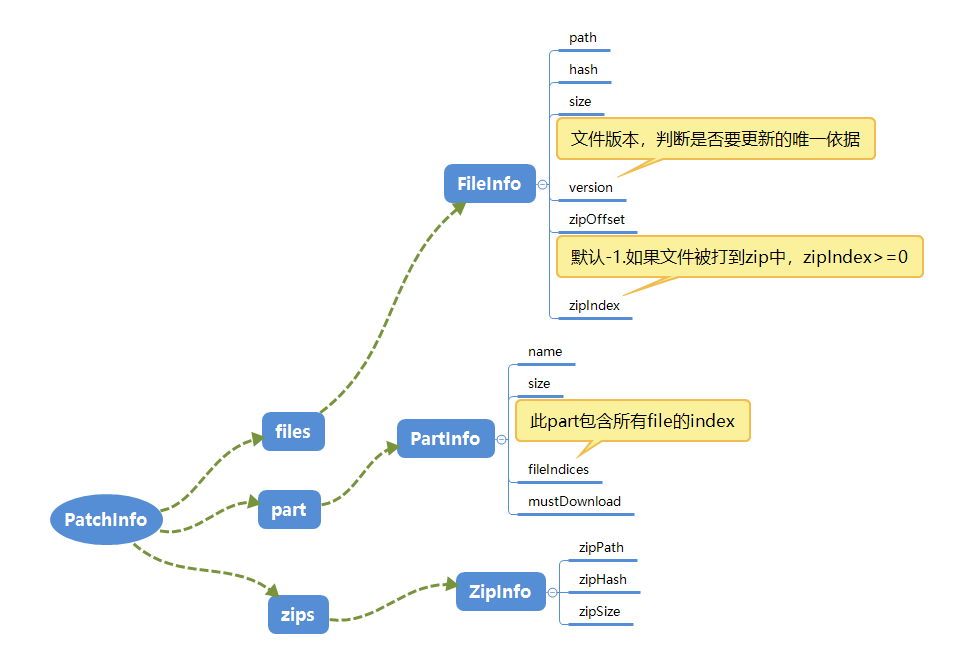 path
hash
size
文件版本，判断是否要更新的唯一依据
FileInfo
version
zipOffset
默认-1.如果文件被打到zip中，zipIndex>=0
zipIndex
name
size
此part包含所有file的index
files
PartInfo
fileIndices
mustDownload
part
PatchInfo
zipPath
zipHash
ZipInfo
zipSize
zips